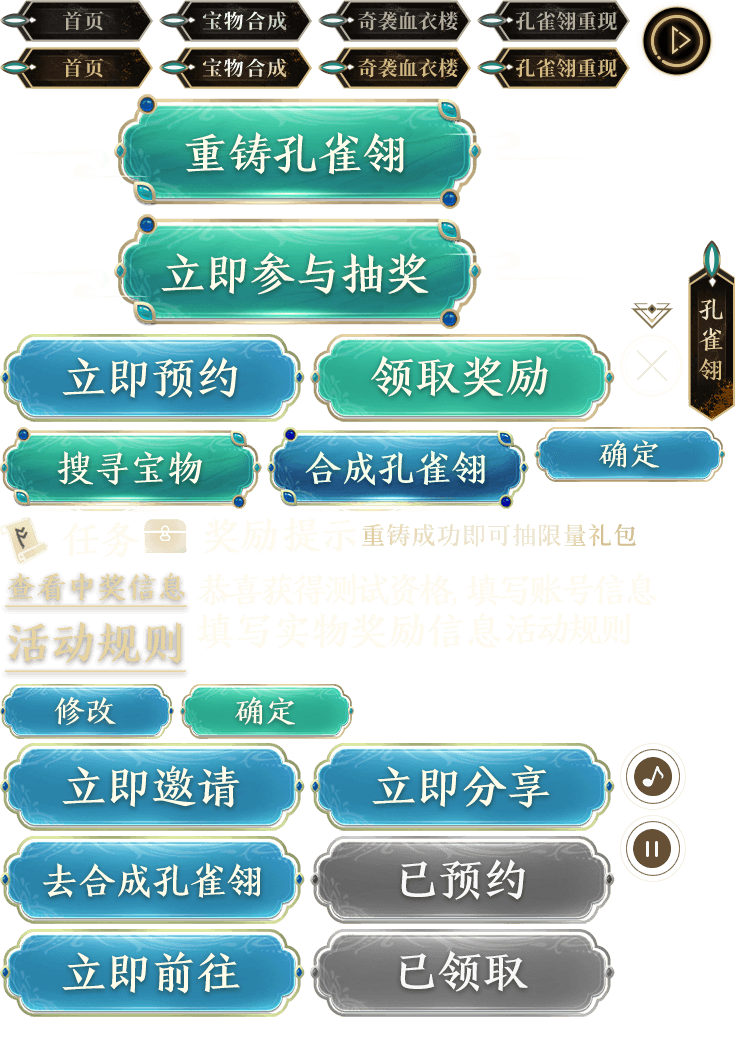 首页 宝物合成 奇袭血衣楼 孔雀翎重现
首页 宝物合成 奇袭血衣楼 孔雀翎重现
重铸孔雀翎
立即参与抽奖
孔雀翎
立即预约 领取奖励
搜寻宝物 合成孔雀翎 确定
任务 奖励提示 重铸成功即可抽限量礼包
查看中奖信息 恭喜获得测试资格,填写账号信息
活动规则 填写实物奖励信息 活动规则
修改 确定
立即邀请 立即分享
去合成孔雀翎 已预约
立即前往 已领取